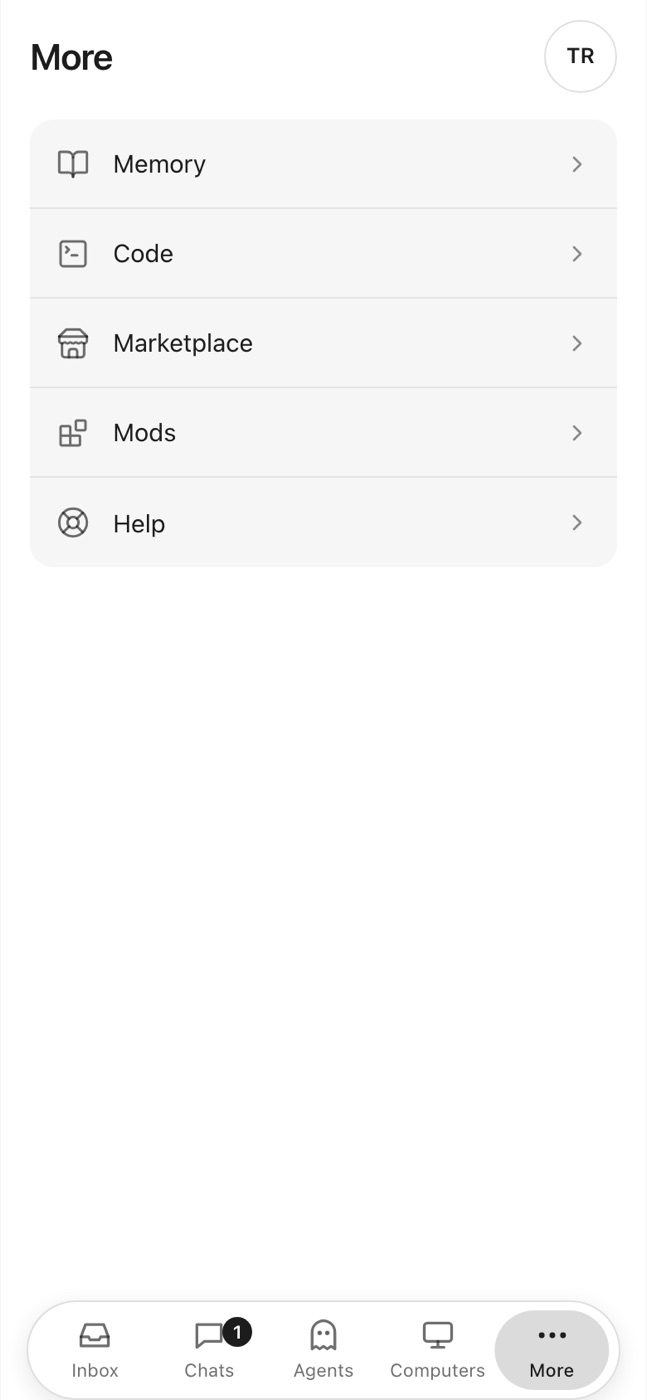 More
TR
Memory
Code
Marketplace
Mods
Help
1
Inbox
Chats
Agents
Computers
More